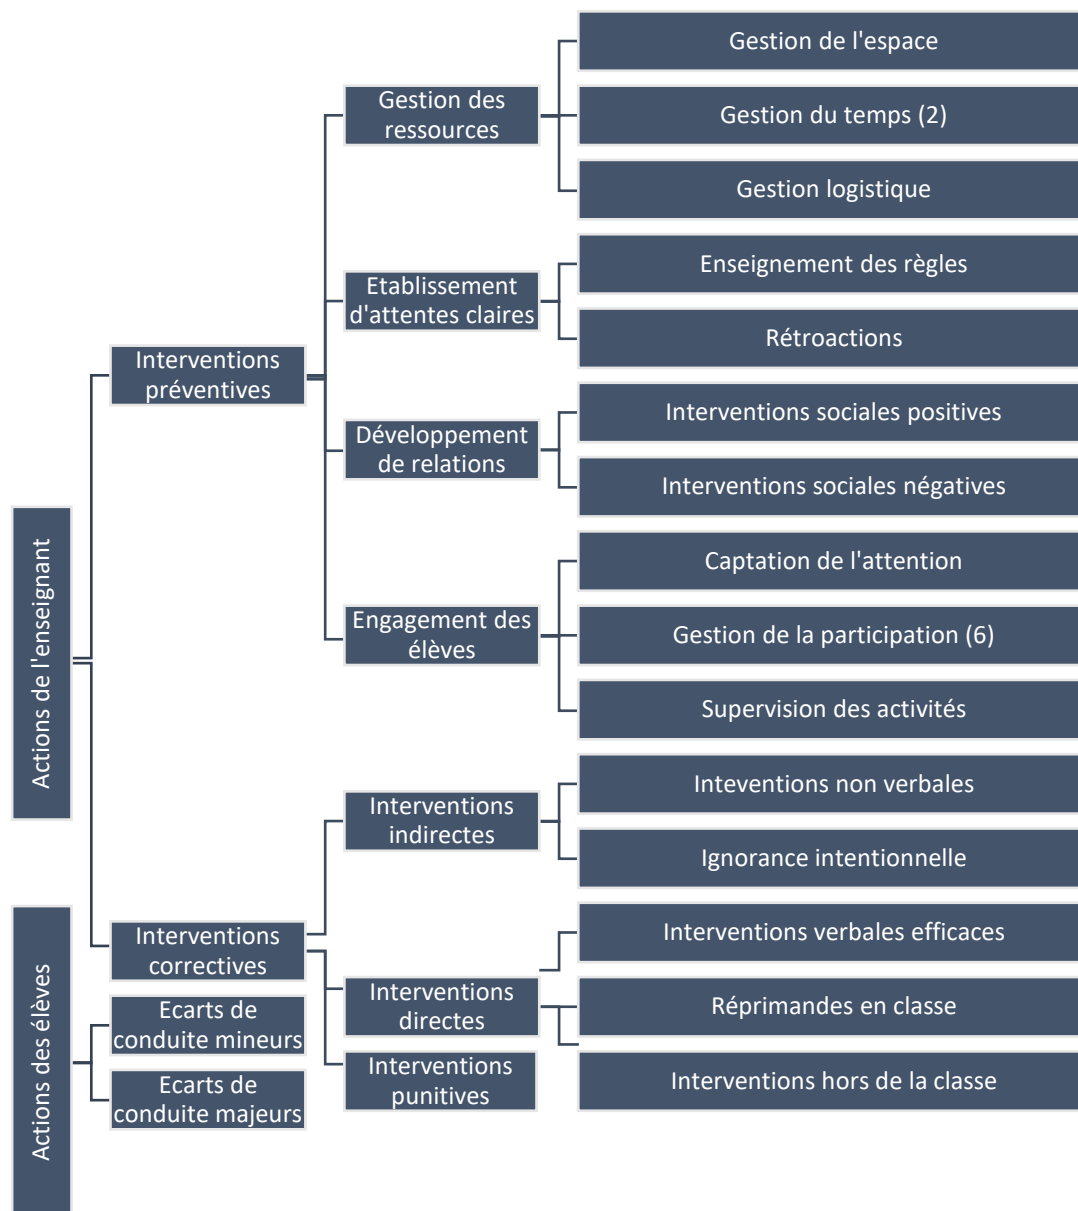 Actions de l'enseignant
Interventions
préventives
Gestion des
ressources
Gestion de l'espace
Gestion du temps (2)
Gestion logistique
Etablissement
d'attentes claires
Enseignement des règles
Rétroactions
Développement
de relations
Interventions sociales positives
Interventions sociales négatives
Engagement des
élèves
Captation de l'attention
Gestion de la participation (6)
Supervision des activités
Interventions
correctives
Interventions
indirectes
Inteventions non verbales
Ignorance intentionnelle
Interventions
directes
Interventions verbales efficaces
Réprimandes en classe
Interventions hors de la classe
Interventions
punitives
Actions des élèves
Ecarts de
conduite mineurs
Ecarts de
conduite majeurs